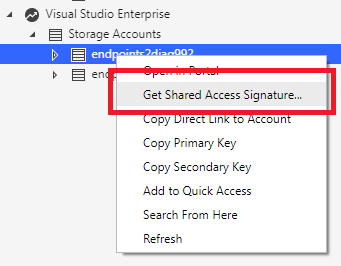 Visual Studio Enterprise
Storage Accounts
endpoints2diag992
Open in Portal
Get Shared Access Signature...
Copy Direct Link to Account
Copy Primary Key
Copy Secondary Key
Add to Quick Access
Search From Here
Refresh